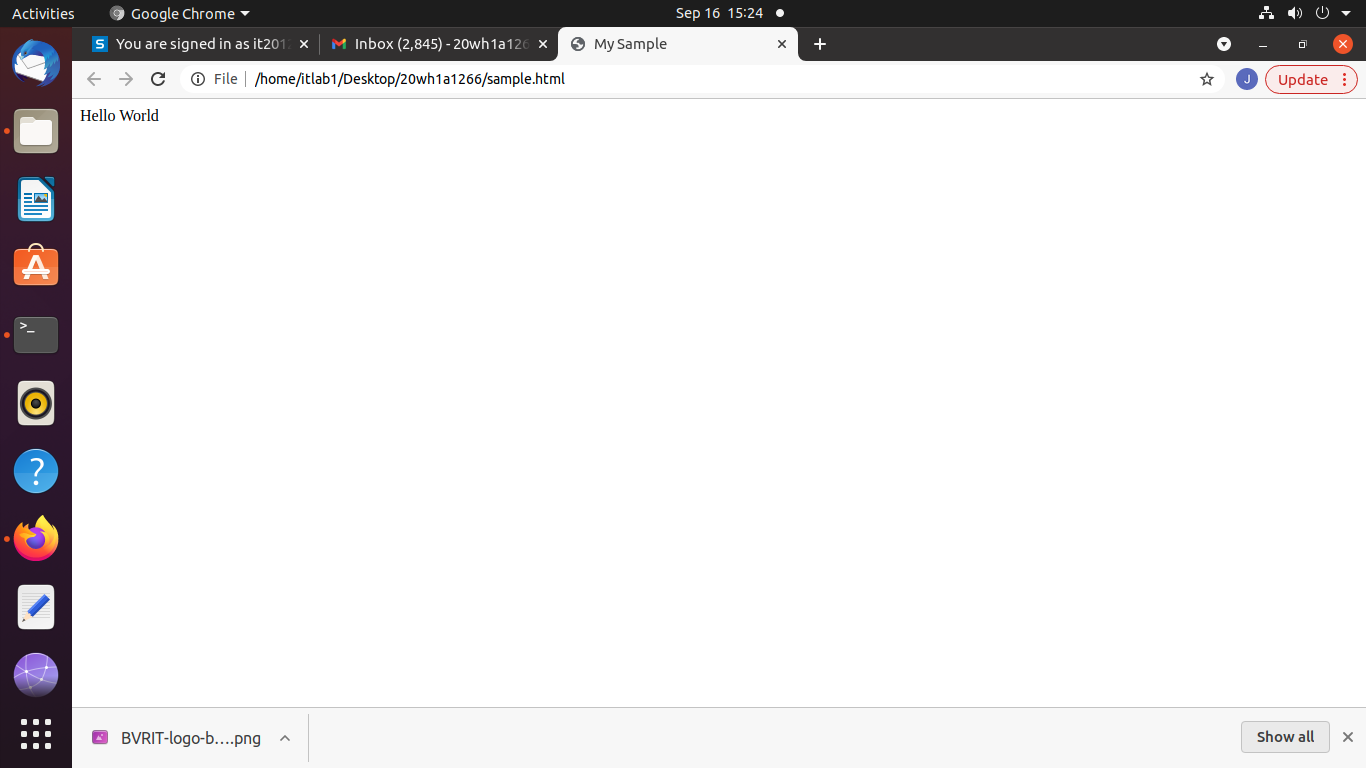 Activities Google Chrome Sep 16 15:24
You are signed in as it201 Inbox (2,845) - 20wh1a126 My Sample
File /home/itlab1/Desktop/20wh1a1266/sample.html J Update
Hello World
BVRIT-logo-b....png Show all